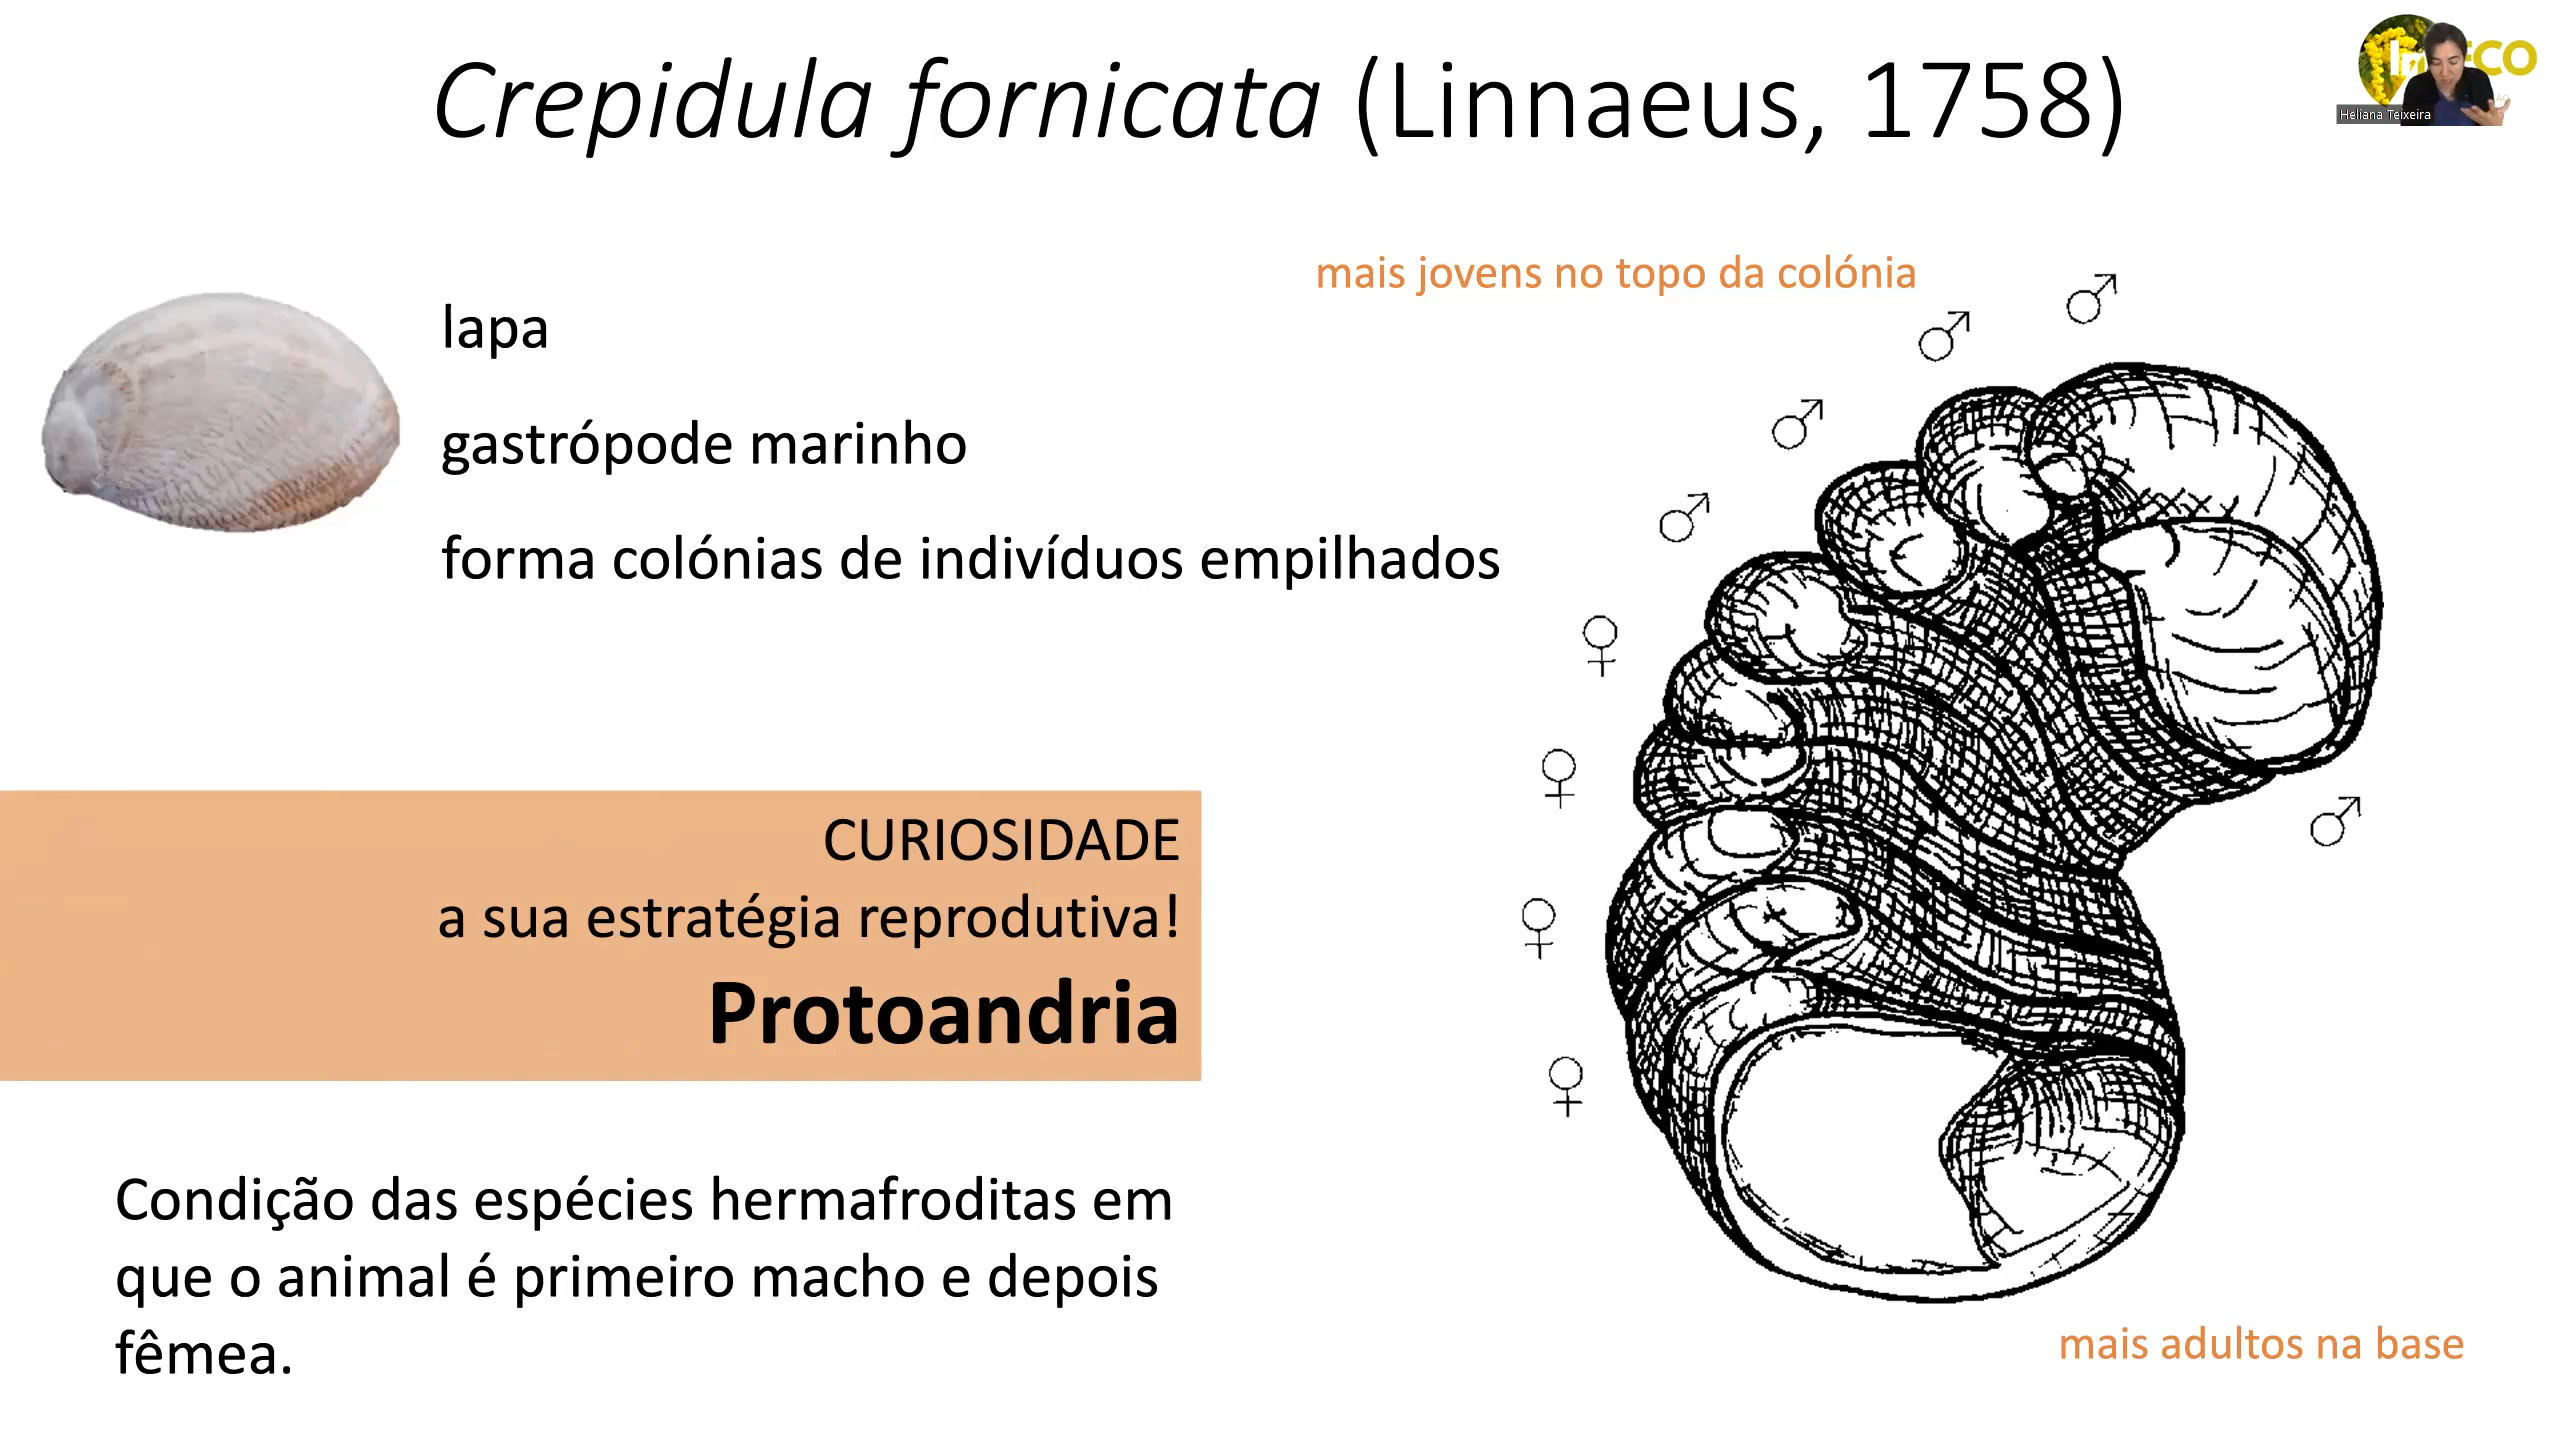 Crepidula fornicata (Linnaeus, 1758)
Heliana Teixeira
mais jovens no topo da colónia
lapa
gastrópode marinho
forma colónias de indivíduos empilhados
CURIOSIDADE
a sua estratégia reprodutiva!
Protoandria
Condição das espécies hermafroditas em
que o animal é primeiro macho e depois
fêmea.
mais adultos na base